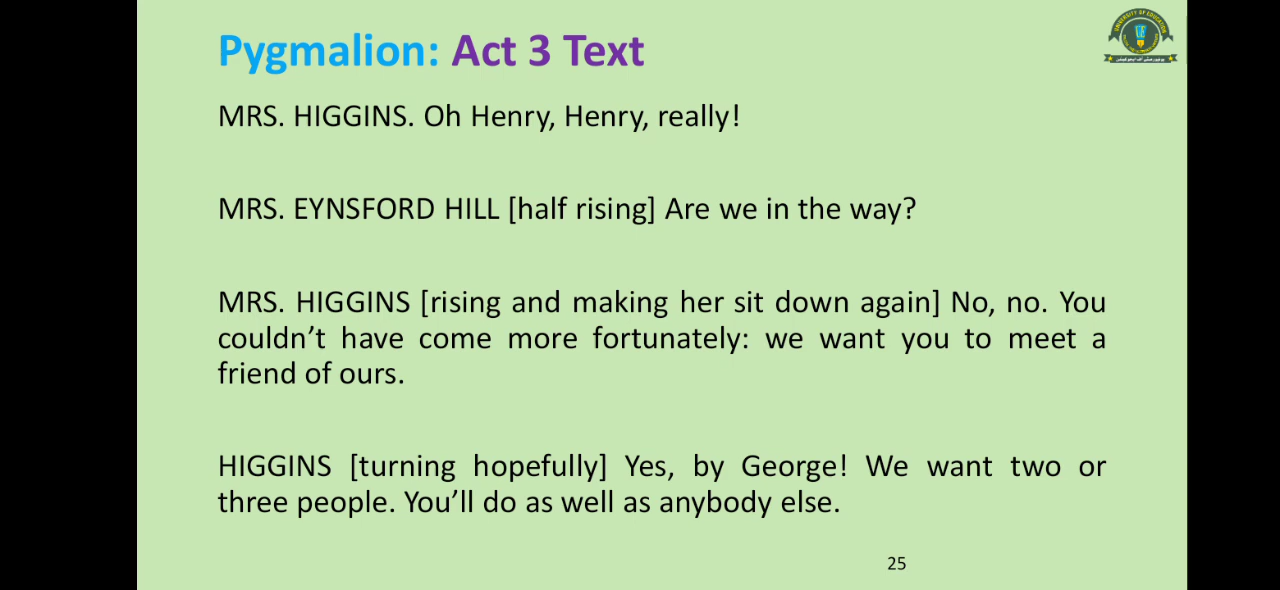 Pygmalion: Act 3 Text
UNIVERSITY OF EDUCATION
MRS. HIGGINS. Oh Henry, Henry, really!
MRS. EYNSFORD HILL [half rising] Are we in the way?
MRS. HIGGINS [rising and making her sit down again] No, no. You
couldn’t have come more fortunately: we want you to meet a
friend of ours.
HIGGINS [turning hopefully] Yes, by George! We want two or
three people. You’ll do as well as anybody else.
25